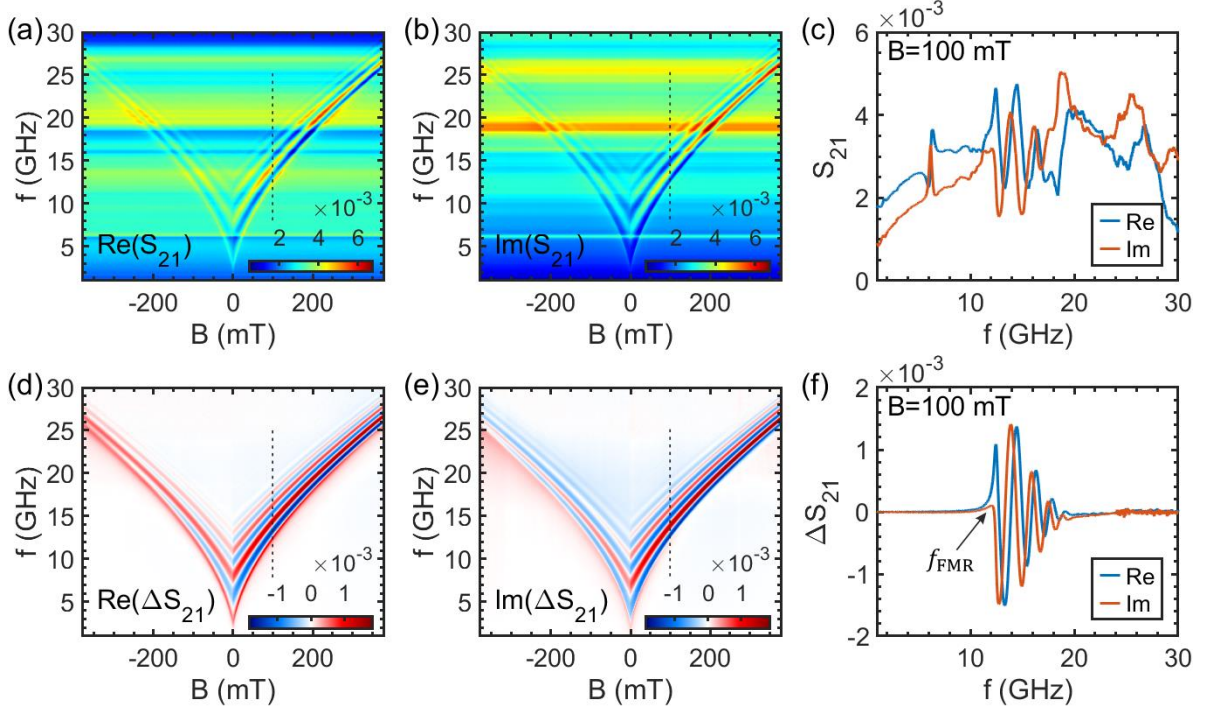 (a)
30
25
20
15
10
5
f (GHz)
Re(S21)
×10-3
2 4 6
-200 0 200
B (mT)
(b)
30
25
20
15
10
5
f (GHz)
Im(S21)
×10-3
2 4 6
-200 0 200
B (mT)
(c)
×10-3
B=100 mT
6
4
2
0
S21
Re
Im
10 20 30
f (GHz)
(d)
30
25
20
15
10
5
f (GHz)
Re(ΔS21)
×10-3
-1 0 1
-200 0 200
B (mT)
(e)
30
25
20
15
10
5
f (GHz)
Im(ΔS21)
×10-3
-1 0 1
-200 0 200
B (mT)
(f)
×10-3
B=100 mT
2
1
0
-1
-2
ΔS21
fFMR
Re
Im
10 20 30
f (GHz)